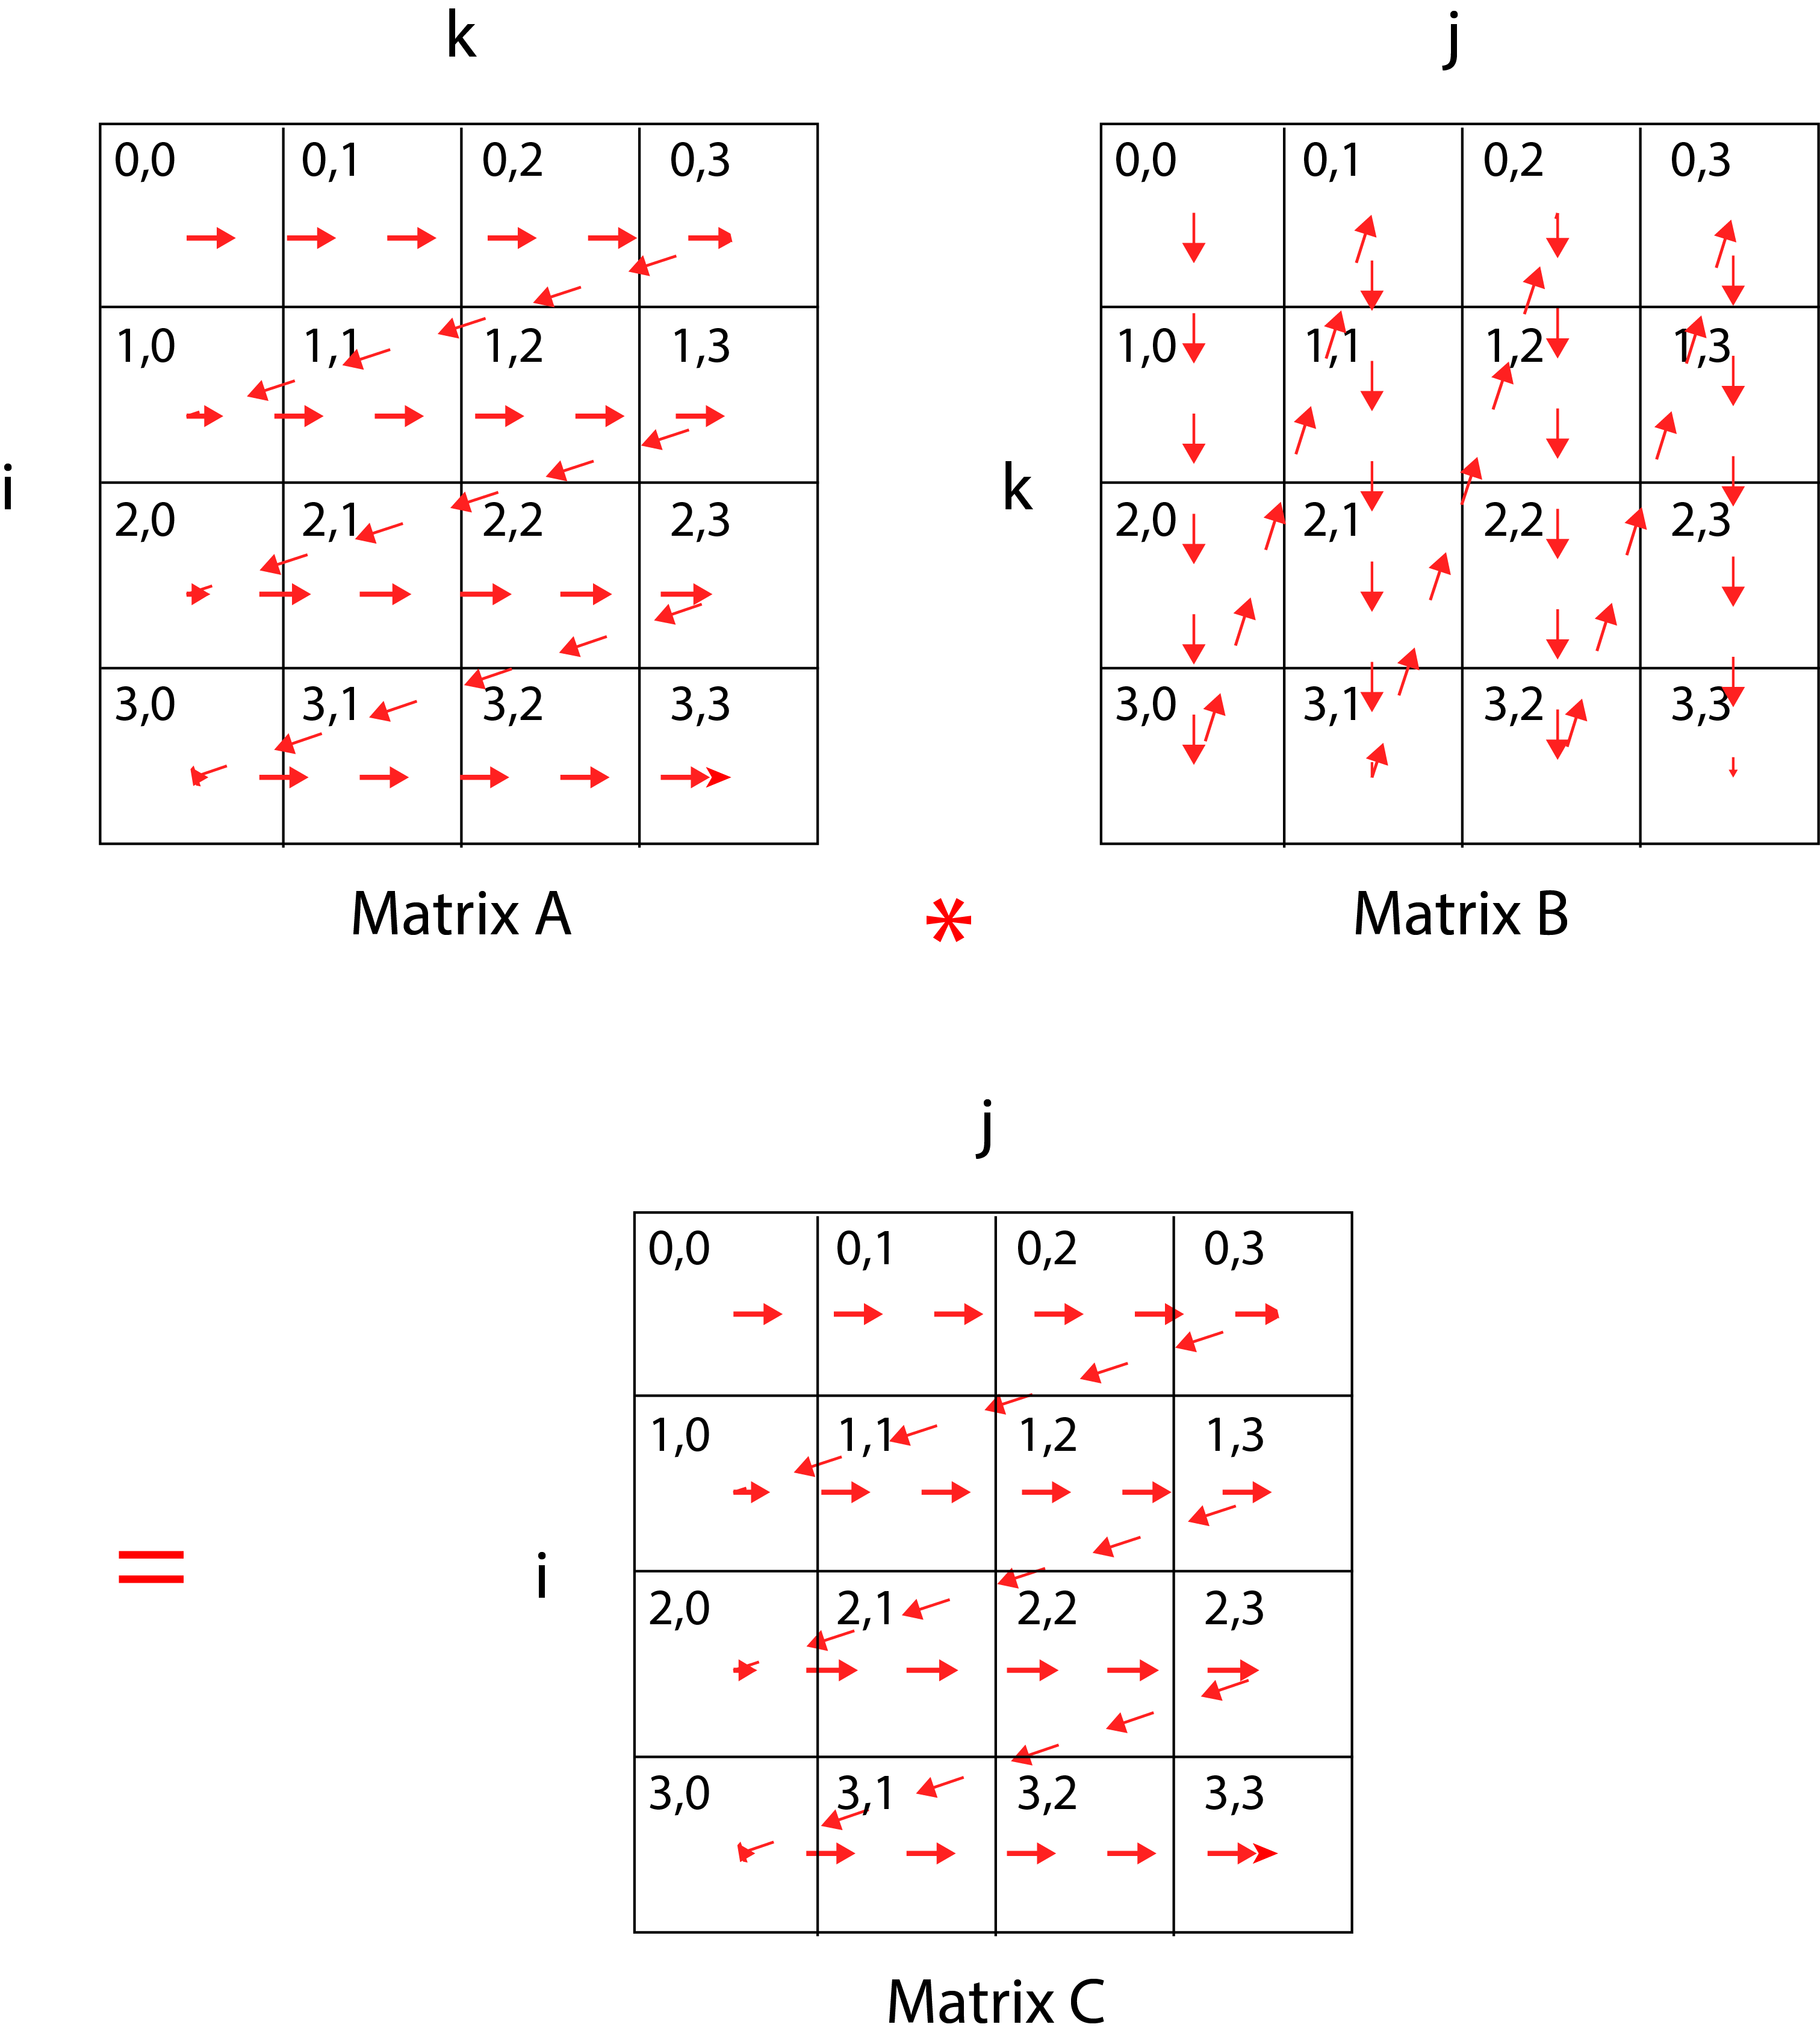 k j
0,0 0,1 0,2 0,3 0,0 0,1 0,2 0,3
1,0 1,1 1,2 1,3 1,0 1,1 1,2 1,3
i k
2,0 2,1 2,2 2,3 2,0 2,1 2,2 2,3
3,0 3,1 3,2 3,3 3,0 3,1 3,2 3,3
Matrix A * Matrix B
j
0,0 0,1 0,2 0,3
1,0 1,1 1,2 1,3
= i
2,0 2,1 2,2 2,3
3,0 3,1 3,2 3,3
Matrix C